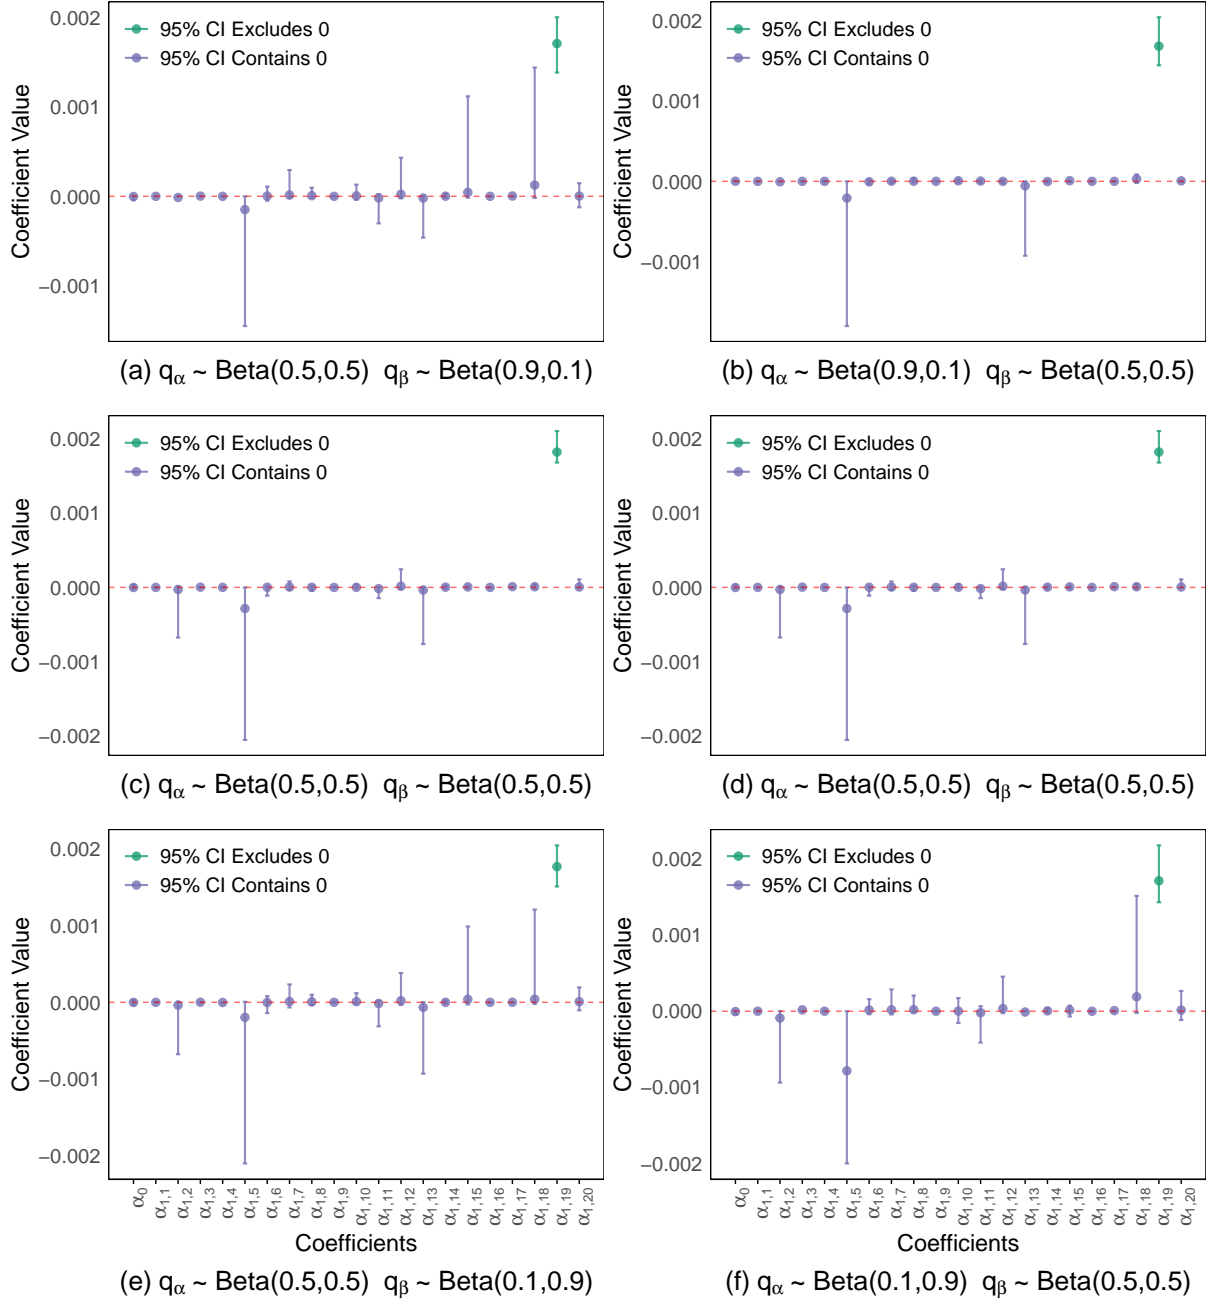 0.002
0.001
0.000
−0.001
Coefficient Value
95% CI Excludes 0
95% CI Contains 0
(a) qα ~ Beta(0.5,0.5) qβ ~ Beta(0.9,0.1)
0.002
0.001
0.000
−0.001
Coefficient Value
95% CI Excludes 0
95% CI Contains 0
(b) qα ~ Beta(0.9,0.1) qβ ~ Beta(0.5,0.5)
0.002
0.001
0.000
−0.001
−0.002
Coefficient Value
95% CI Excludes 0
95% CI Contains 0
(c) qα ~ Beta(0.5,0.5) qβ ~ Beta(0.5,0.5)
0.002
0.001
0.000
−0.001
−0.002
Coefficient Value
95% CI Excludes 0
95% CI Contains 0
(d) qα ~ Beta(0.5,0.5) qβ ~ Beta(0.5,0.5)
0.002
0.001
0.000
−0.001
−0.002
Coefficient Value
95% CI Excludes 0
95% CI Contains 0
α0
α1,1
α1,2
α1,3
α1,4
α1,5
α1,6
α1,7
α1,8
α1,9
α1,10
α1,11
α1,12
α1,13
α1,14
α1,15
α1,16
α1,17
α1,18
α1,19
α1,20
Coefficients
(e) qα ~ Beta(0.5,0.5) qβ ~ Beta(0.1,0.9)
0.002
0.001
0.000
−0.001
−0.002
Coefficient Value
95% CI Excludes 0
95% CI Contains 0
α0
α1,1
α1,2
α1,3
α1,4
α1,5
α1,6
α1,7
α1,8
α1,9
α1,10
α1,11
α1,12
α1,13
α1,14
α1,15
α1,16
α1,17
α1,18
α1,19
α1,20
Coefficients
(f) qα ~ Beta(0.1,0.9) qβ ~ Beta(0.5,0.5)